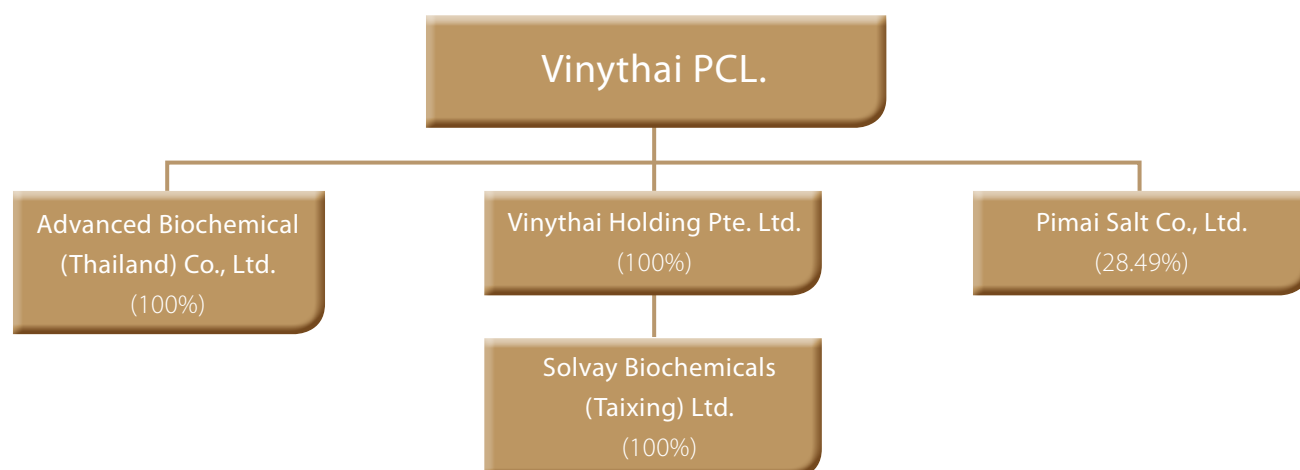 Vinythai PCL.
Advanced Biochemical
(Thailand) Co., Ltd.
(100%)
Vinythai Holding Pte. Ltd.
(100%)
Pimai Salt Co., Ltd.
(28.49%)
Solvay Biochemicals
(Taixing) Ltd.
(100%)